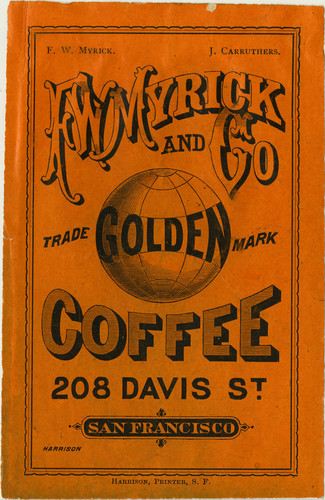 F. W. Myrick. J. Carruthers.
F.W. MYRICK
AND Co
TRADE GOLDEN MARK
COFFEE
208 DAVIS ST.
SAN FRANCISCO
HARRISON
Harrison, Printer, S. F.